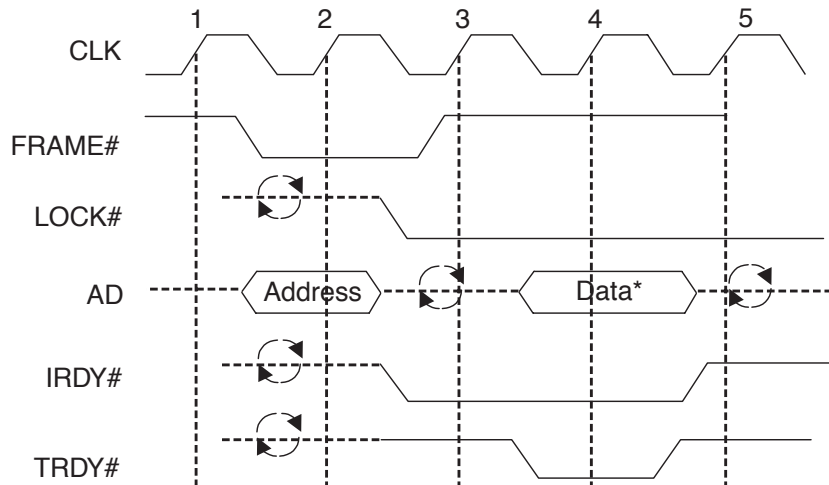 1 2 3 4 5
CLK
FRAME#
LOCK#
AD Address Data*
IRDY#
TRDY#